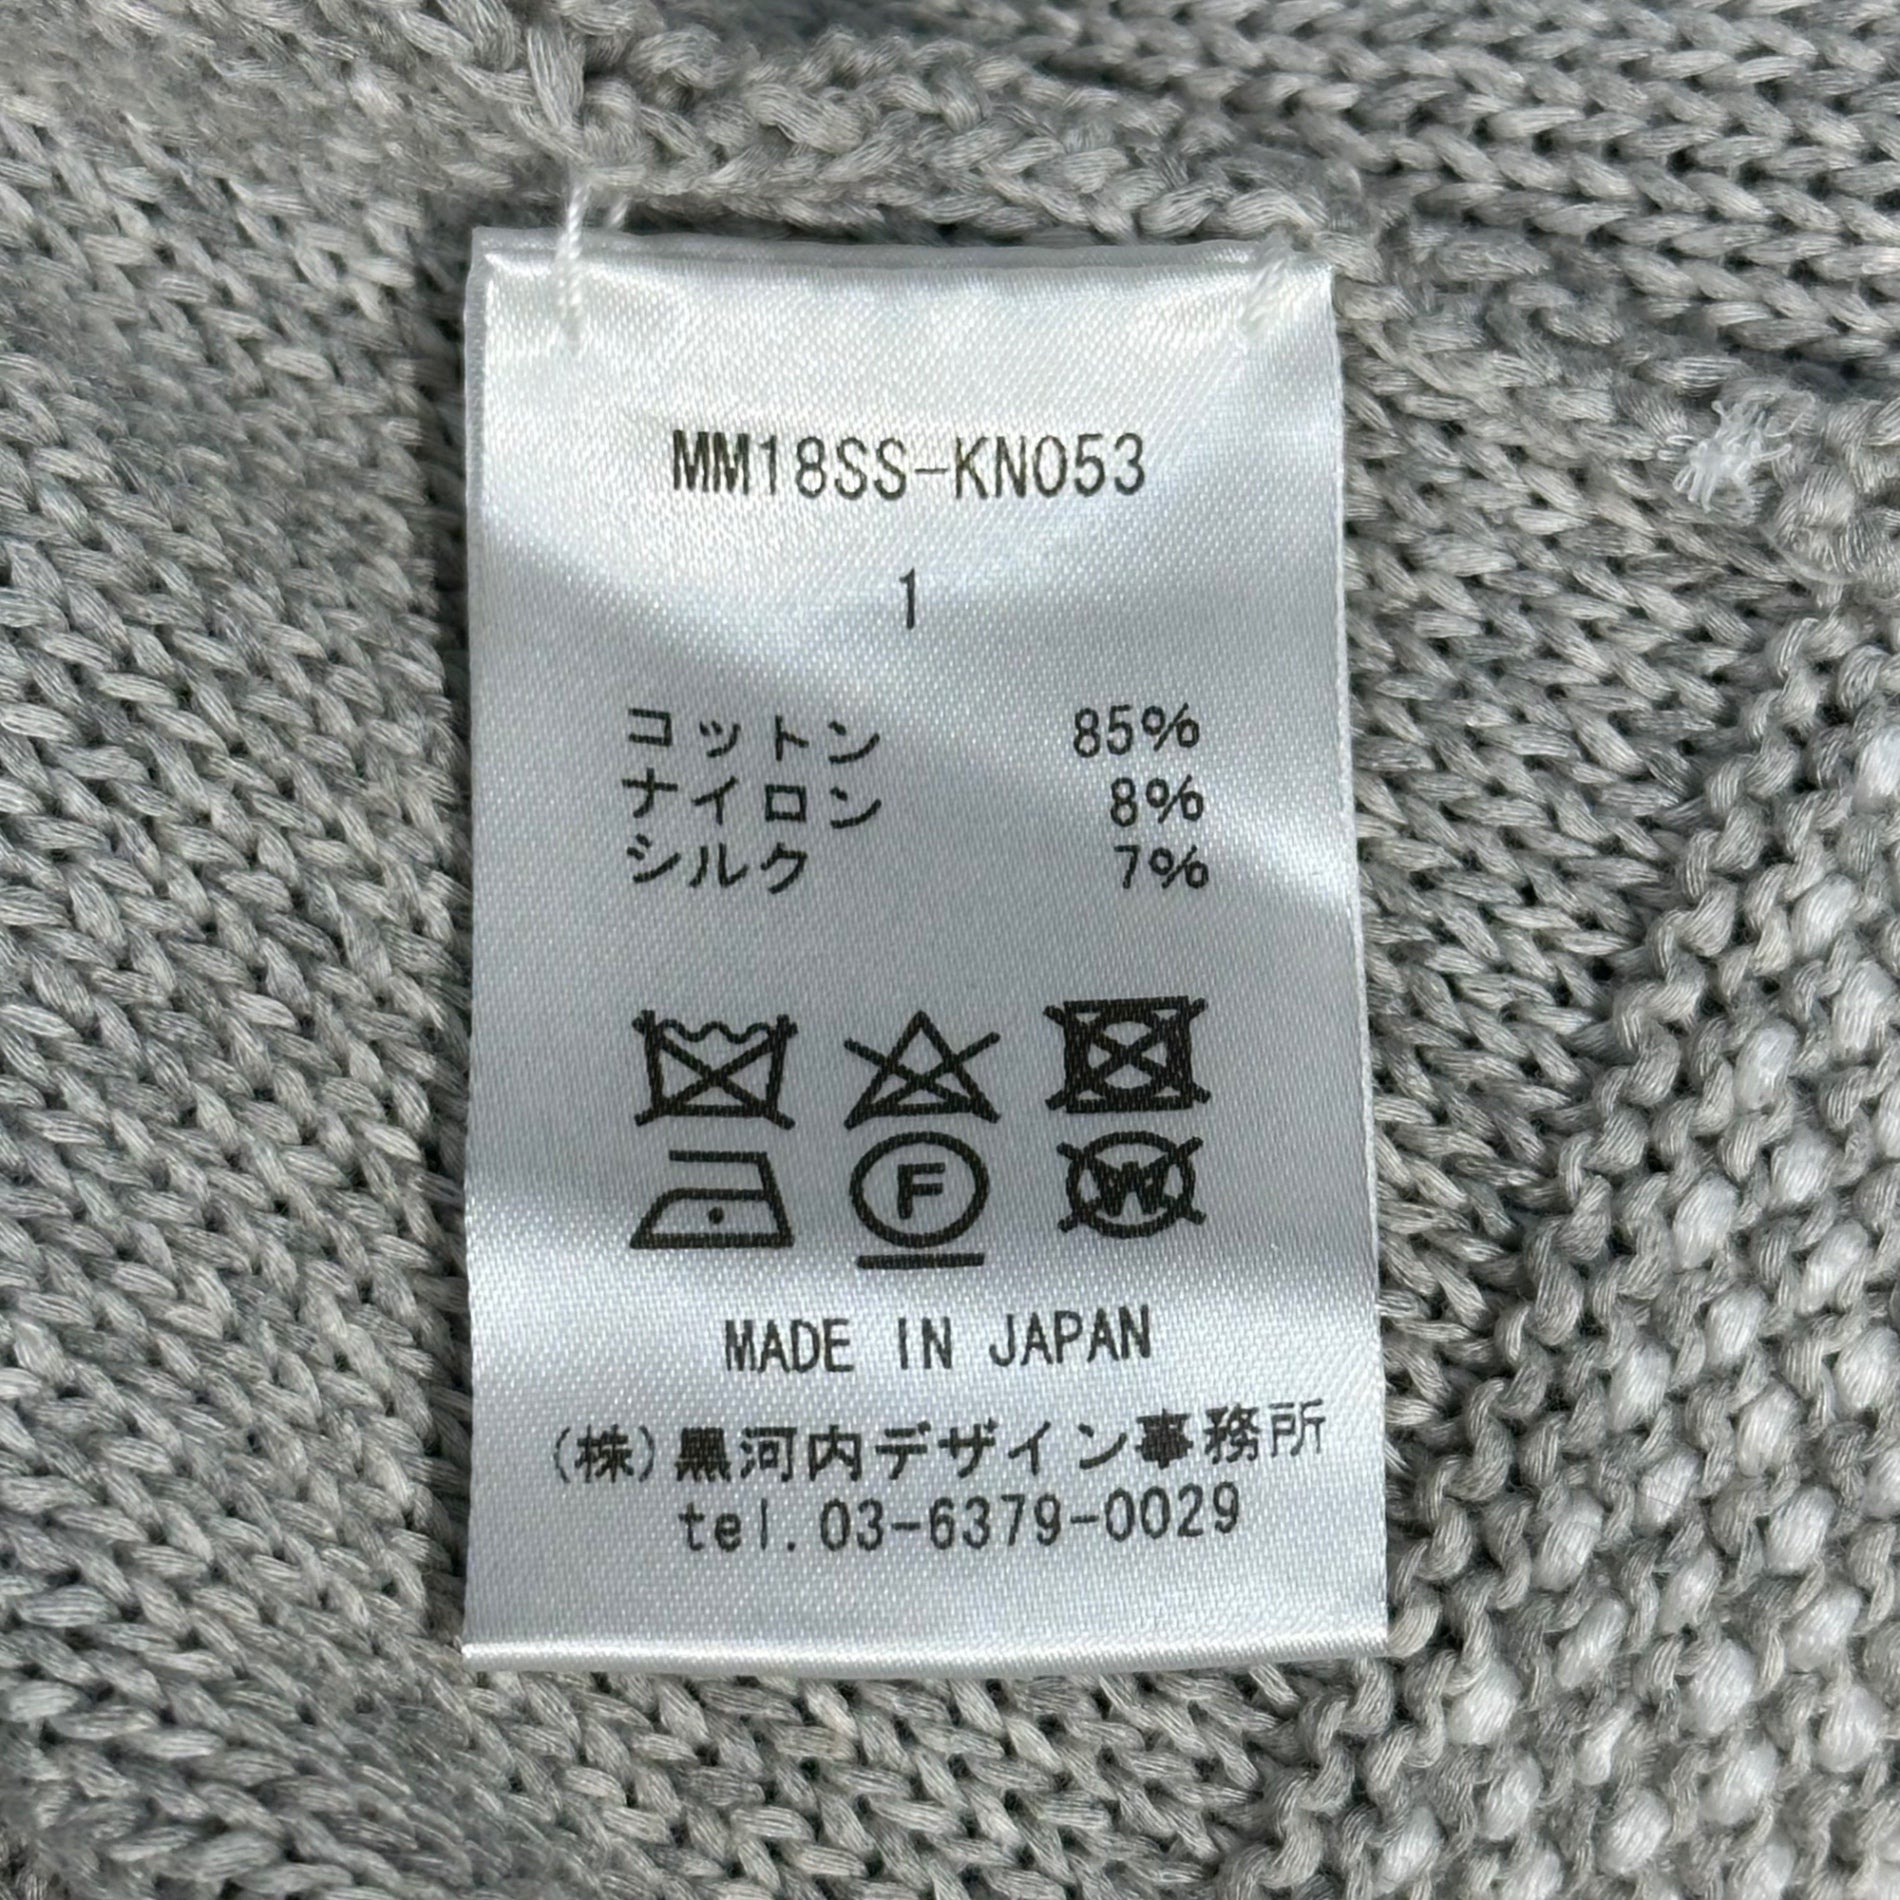 MM18SS-KN053
1
コットン 85%
ナイロン 8%
シルク 7%
F W
MADE IN JAPAN
(株)黒河内デザイン事務所
tel.03-6379-0029